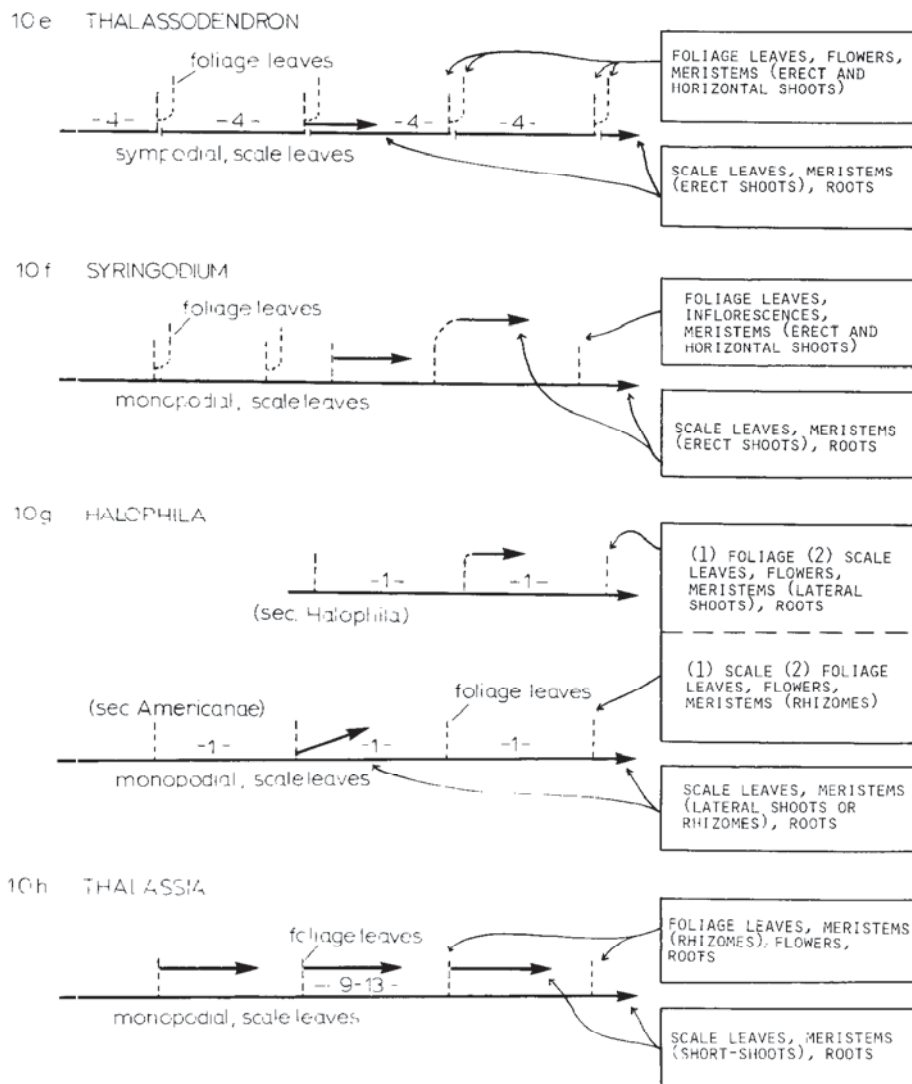 10e THALASSODENDRON
foliage leaves
-4- -4- -4- -4-
sympodial, scale leaves
FOLIAGE LEAVES, FLOWERS,
MERISTEMS (ERECT AND
HORIZONTAL SHOOTS)
SCALE LEAVES, MERISTEMS
(ERECT SHOOTS), ROOTS
10f SYRINGODIUM
foliage leaves
monopodial, scale leaves
FOLIAGE LEAVES,
INFLORESCENCES,
MERISTEMS (ERECT AND
HORIZONTAL SHOOTS)
SCALE LEAVES, MERISTEMS
(ERECT SHOOTS), ROOTS
10g HALOPHILA
-1- -1-
(sec. Halophila)
(1) FOLIAGE (2) SCALE
LEAVES, FLOWERS,
MERISTEMS (LATERAL
SHOOTS), ROOTS
(sec Americanae)
foliage leaves
-1- -1- -1-
monopodial, scale leaves
(1) SCALE (2) FOLIAGE
LEAVES, FLOWERS,
MERISTEMS (RHIZOMES)
SCALE LEAVES, MERISTEMS
(LATERAL SHOOTS OR
RHIZOMES), ROOTS
10h THALASSIA
foliage leaves
-9-13-
monopodial, scale leaves
FOLIAGE LEAVES, MERISTEMS
(RHIZOMES), FLOWERS,
ROOTS
SCALE LEAVES, MERISTEMS
(SHORT-SHOOTS), ROOTS